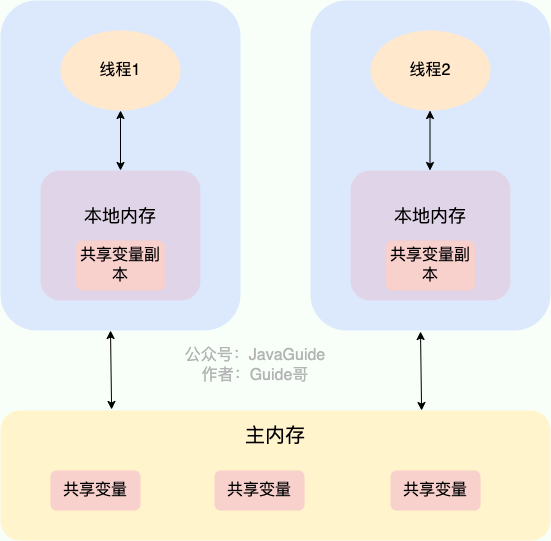 线程1
线程2
本地内存
本地内存
共享变量副
本
共享变量副
本
公众号：JavaGuide
作者：Guide哥
主内存
共享变量
共享变量
共享变量